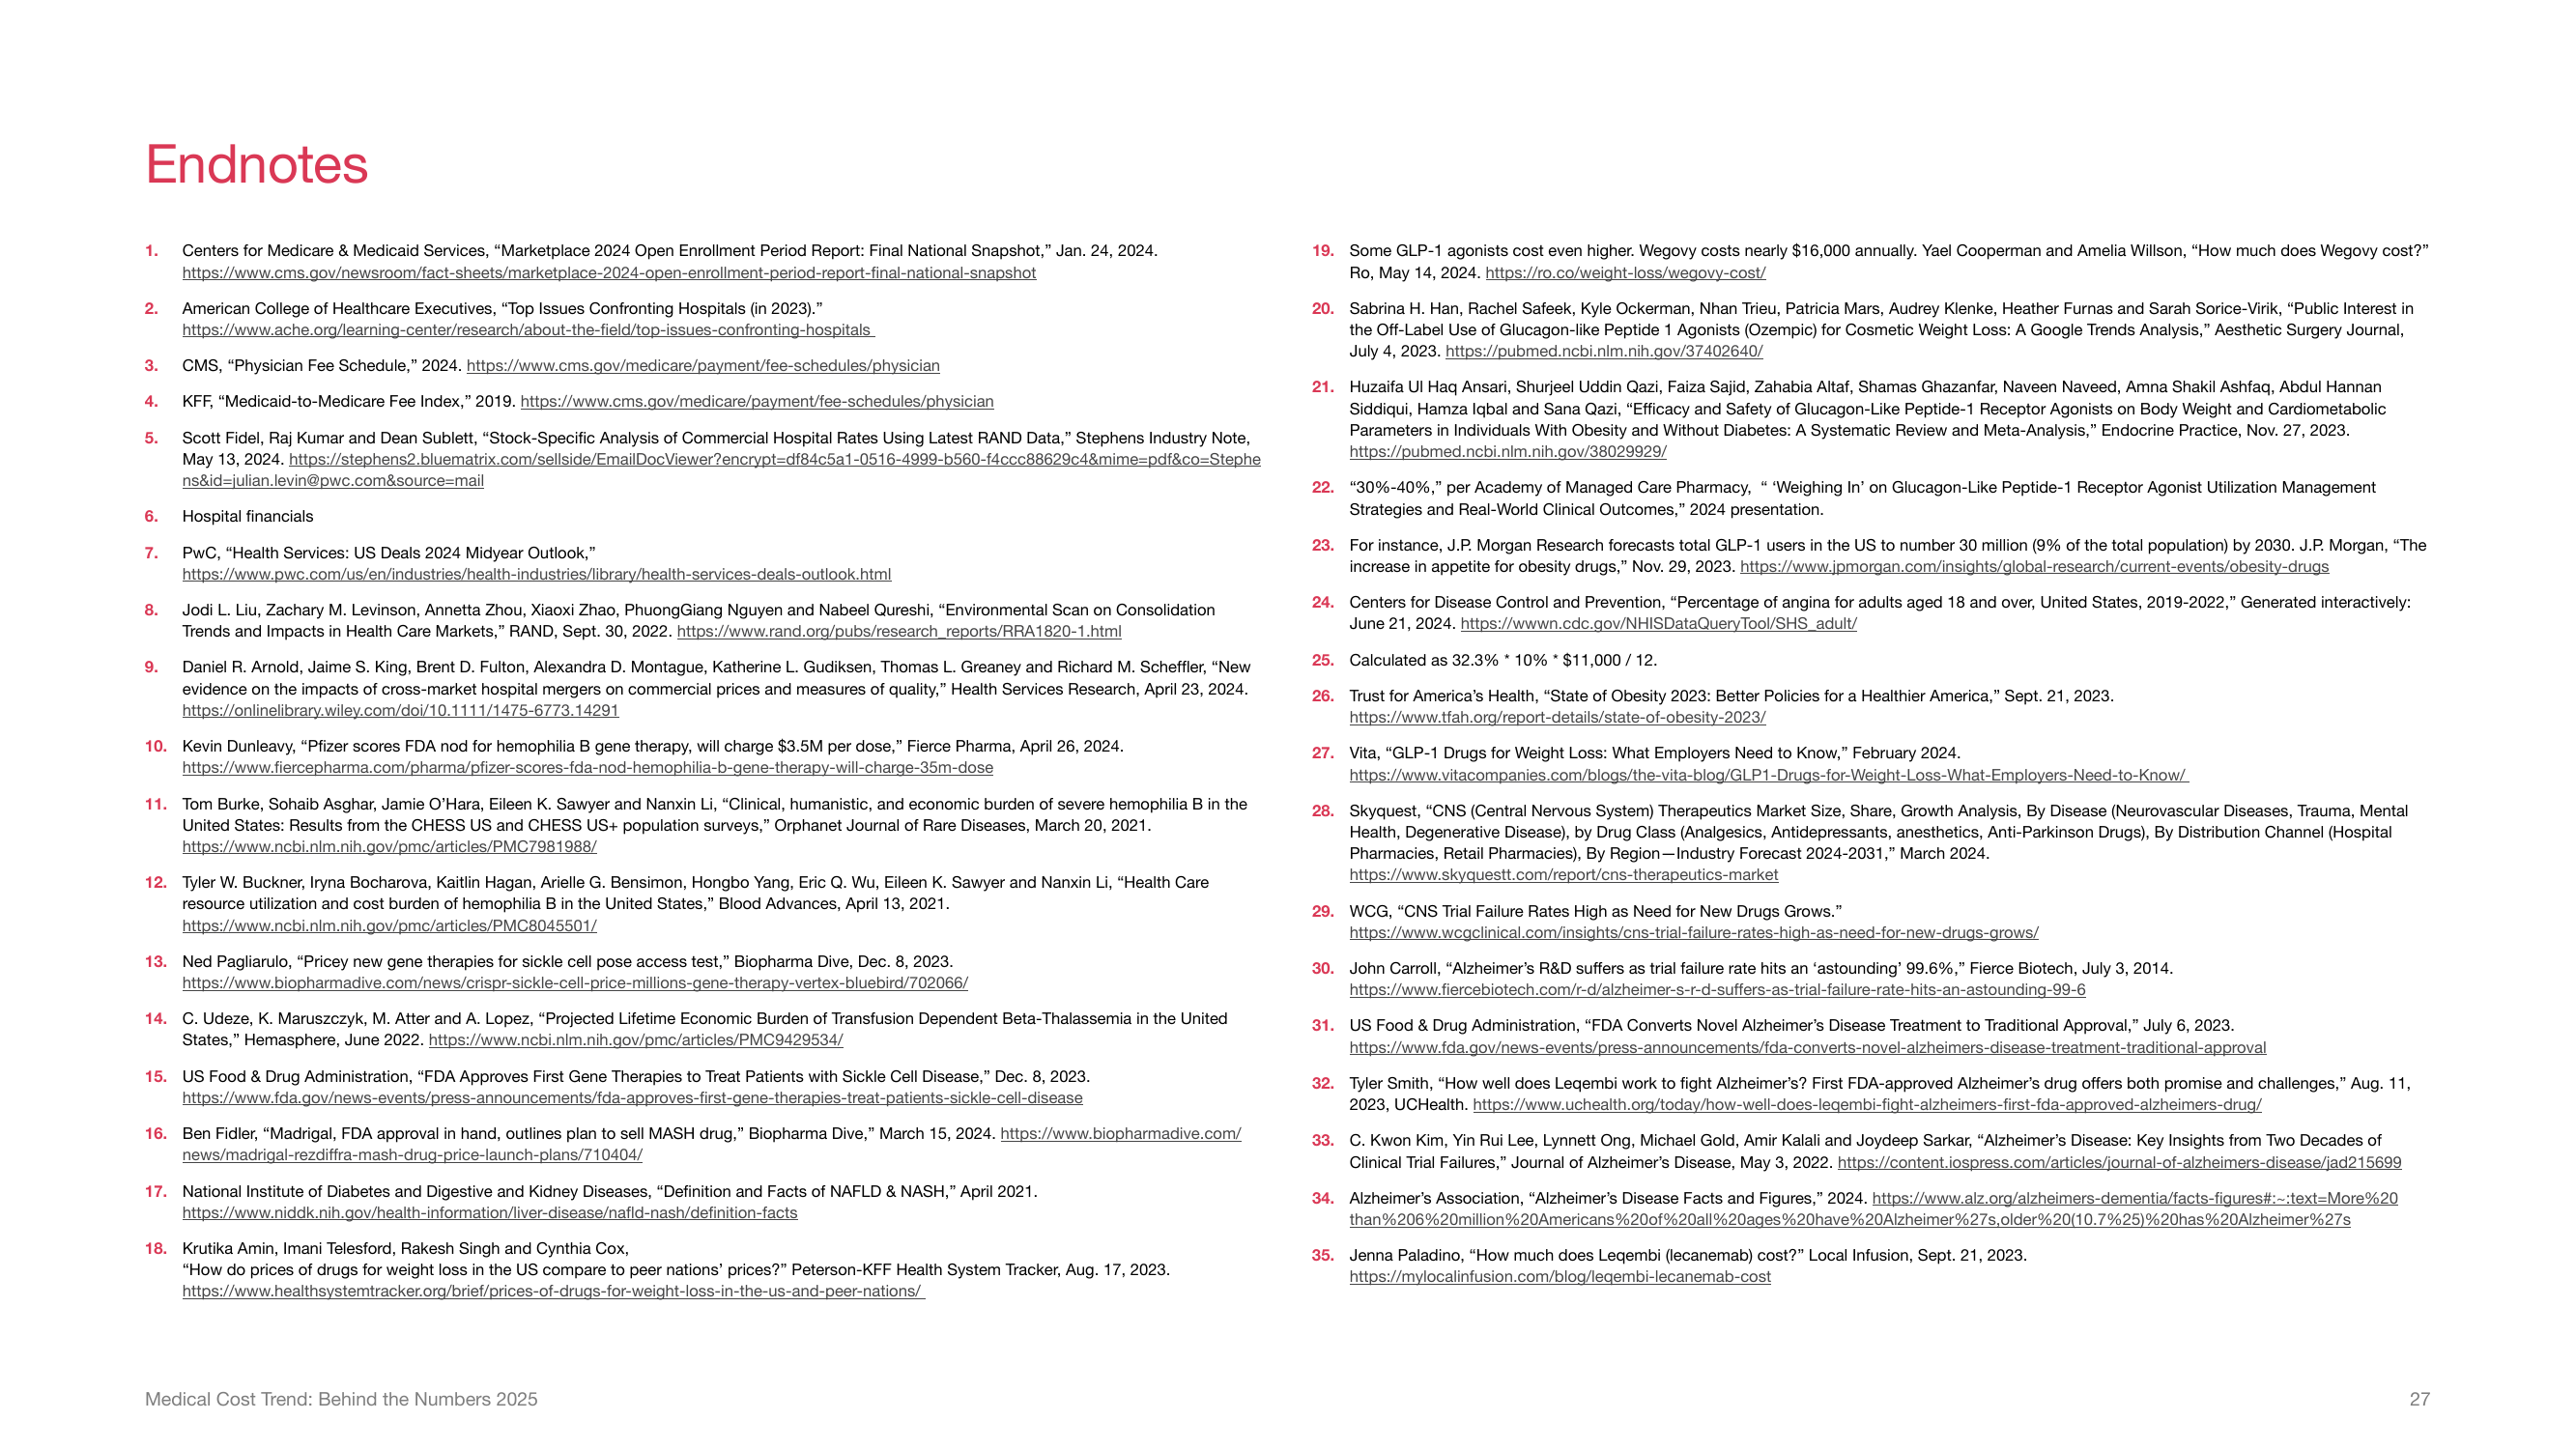 Endnotes
1. Centers for Medicare & Medicaid Services, “Marketplace 2024 Open Enrollment Period Report: Final National Snapshot,” Jan. 24, 2024.
https://www.cms.gov/newsroom/fact-sheets/marketplace-2024-open-enrollment-period-report-final-national-snapshot
2. American College of Healthcare Executives, “Top Issues Confronting Hospitals (in 2023).”
https://www.ache.org/learning-center/research/about-the-field/top-issues-confronting-hospitals
3. CMS, “Physician Fee Schedule,” 2024. https://www.cms.gov/medicare/payment/fee-schedules/physician
4. KFF, “Medicaid-to-Medicare Fee Index,” 2019. https://www.cms.gov/medicare/payment/fee-schedules/physician
5. Scott Fidel, Raj Kumar and Dean Sublett, “Stock-Specific Analysis of Commercial Hospital Rates Using Latest RAND Data,” Stephens Industry Note,
May 13, 2024. https://stephens2.bluematrix.com/sellside/EmailDocViewer?encrypt=df84c5a1-0516-4999-b560-f4ccc88629c4&mime=pdf&co=Stephe
ns&id=julian.levin@pwc.com&source=mail
6. Hospital financials
7. PwC, “Health Services: US Deals 2024 Midyear Outlook,”
https://www.pwc.com/us/en/industries/health-industries/library/health-services-deals-outlook.html
8. Jodi L. Liu, Zachary M. Levinson, Annetta Zhou, Xiaoxi Zhao, PhuongGiang Nguyen and Nabeel Qureshi, “Environmental Scan on Consolidation
Trends and Impacts in Health Care Markets,” RAND, Sept. 30, 2022. https://www.rand.org/pubs/research_reports/RRA1820-1.html
9. Daniel R. Arnold, Jaime S. King, Brent D. Fulton, Alexandra D. Montague, Katherine L. Gudiksen, Thomas L. Greaney and Richard M. Scheffler, “New
evidence on the impacts of cross-market hospital mergers on commercial prices and measures of quality,” Health Services Research, April 23, 2024.
https://onlinelibrary.wiley.com/doi/10.1111/1475-6773.14291
10. Kevin Dunleavy, “Pfizer scores FDA nod for hemophilia B gene therapy, will charge $3.5M per dose,” Fierce Pharma, April 26, 2024.
https://www.fiercepharma.com/pharma/pfizer-scores-fda-nod-hemophilia-b-gene-therapy-will-charge-35m-dose
11. Tom Burke, Sohaib Asghar, Jamie O’Hara, Eileen K. Sawyer and Nanxin Li, “Clinical, humanistic, and economic burden of severe hemophilia B in the
United States: Results from the CHESS US and CHESS US+ population surveys,” Orphanet Journal of Rare Diseases, March 20, 2021.
https://www.ncbi.nlm.nih.gov/pmc/articles/PMC7981988/
12. Tyler W. Buckner, Iryna Bocharova, Kaitlin Hagan, Arielle G. Bensimon, Hongbo Yang, Eric Q. Wu, Eileen K. Sawyer and Nanxin Li, “Health Care
resource utilization and cost burden of hemophilia B in the United States,” Blood Advances, April 13, 2021.
https://www.ncbi.nlm.nih.gov/pmc/articles/PMC8045501/
13. Ned Pagliarulo, “Pricey new gene therapies for sickle cell pose access test,” Biopharma Dive, Dec. 8, 2023.
https://www.biopharmadive.com/news/crispr-sickle-cell-price-millions-gene-therapy-vertex-bluebird/702066/
14. C. Udeze, K. Maruszczyk, M. Atter and A. Lopez, “Projected Lifetime Economic Burden of Transfusion Dependent Beta-Thalassemia in the United
States,” Hemasphere, June 2022. https://www.ncbi.nlm.nih.gov/pmc/articles/PMC9429534/
15. US Food & Drug Administration, “FDA Approves First Gene Therapies to Treat Patients with Sickle Cell Disease,” Dec. 8, 2023.
https://www.fda.gov/news-events/press-announcements/fda-approves-first-gene-therapies-treat-patients-sickle-cell-disease
16. Ben Fidler, “Madrigal, FDA approval in hand, outlines plan to sell MASH drug,” Biopharma Dive,” March 15, 2024. https://www.biopharmadive.com/
news/madrigal-rezdiffra-mash-drug-price-launch-plans/710404/
17. National Institute of Diabetes and Digestive and Kidney Diseases, “Definition and Facts of NAFLD & NASH,” April 2021.
https://www.niddk.nih.gov/health-information/liver-disease/nafld-nash/definition-facts
18. Krutika Amin, Imani Telesford, Rakesh Singh and Cynthia Cox,
“How do prices of drugs for weight loss in the US compare to peer nations’ prices?” Peterson-KFF Health System Tracker, Aug. 17, 2023.
https://www.healthsystemtracker.org/brief/prices-of-drugs-for-weight-loss-in-the-us-and-peer-nations/
19. Some GLP-1 agonists cost even higher. Wegovy costs nearly $16,000 annually. Yael Cooperman and Amelia Willson, “How much does Wegovy cost?”
Ro, May 14, 2024. https://ro.co/weight-loss/wegovy-cost/
20. Sabrina H. Han, Rachel Safeek, Kyle Ockerman, Nhan Trieu, Patricia Mars, Audrey Klenke, Heather Furnas and Sarah Sorice-Virik, “Public Interest in
the Off-Label Use of Glucagon-like Peptide 1 Agonists (Ozempic) for Cosmetic Weight Loss: A Google Trends Analysis,” Aesthetic Surgery Journal,
July 4, 2023. https://pubmed.ncbi.nlm.nih.gov/37402640/
21. Huzaifa Ul Haq Ansari, Shurjeel Uddin Qazi, Faiza Sajid, Zahabia Altaf, Shamas Ghazanfar, Naveen Naveed, Amna Shakil Ashfaq, Abdul Hannan
Siddiqui, Hamza Iqbal and Sana Qazi, “Efficacy and Safety of Glucagon-Like Peptide-1 Receptor Agonists on Body Weight and Cardiometabolic
Parameters in Individuals With Obesity and Without Diabetes: A Systematic Review and Meta-Analysis,” Endocrine Practice, Nov. 27, 2023.
https://pubmed.ncbi.nlm.nih.gov/38029929/
22. “30%-40%,” per Academy of Managed Care Pharmacy, “ ‘Weighing In’ on Glucagon-Like Peptide-1 Receptor Agonist Utilization Management
Strategies and Real-World Clinical Outcomes,” 2024 presentation.
23. For instance, J.P. Morgan Research forecasts total GLP-1 users in the US to number 30 million (9% of the total population) by 2030. J.P. Morgan, “The
increase in appetite for obesity drugs,” Nov. 29, 2023. https://www.jpmorgan.com/insights/global-research/current-events/obesity-drugs
24. Centers for Disease Control and Prevention, “Percentage of angina for adults aged 18 and over, United States, 2019-2022,” Generated interactively:
June 21, 2024. https://wwwn.cdc.gov/NHISDataQueryTool/SHS_adult/
25. Calculated as 32.3% * 10% * $11,000 / 12.
26. Trust for America’s Health, “State of Obesity 2023: Better Policies for a Healthier America,” Sept. 21, 2023.
https://www.tfah.org/report-details/state-of-obesity-2023/
27. Vita, “GLP-1 Drugs for Weight Loss: What Employers Need to Know,” February 2024.
https://www.vitacompanies.com/blogs/the-vita-blog/GLP1-Drugs-for-Weight-Loss-What-Employers-Need-to-Know/
28. Skyquest, “CNS (Central Nervous System) Therapeutics Market Size, Share, Growth Analysis, By Disease (Neurovascular Diseases, Trauma, Mental
Health, Degenerative Disease), by Drug Class (Analgesics, Antidepressants, anesthetics, Anti-Parkinson Drugs), By Distribution Channel (Hospital
Pharmacies, Retail Pharmacies), By Region—Industry Forecast 2024-2031,” March 2024.
https://www.skyquestt.com/report/cns-therapeutics-market
29. WCG, “CNS Trial Failure Rates High as Need for New Drugs Grows.”
https://www.wcgclinical.com/insights/cns-trial-failure-rates-high-as-need-for-new-drugs-grows/
30. John Carroll, “Alzheimer’s R&D suffers as trial failure rate hits an ‘astounding’ 99.6%,” Fierce Biotech, July 3, 2014.
https://www.fiercebiotech.com/r-d/alzheimer-s-r-d-suffers-as-trial-failure-rate-hits-an-astounding-99-6
31. US Food & Drug Administration, “FDA Converts Novel Alzheimer’s Disease Treatment to Traditional Approval,” July 6, 2023.
https://www.fda.gov/news-events/press-announcements/fda-converts-novel-alzheimers-disease-treatment-traditional-approval
32. Tyler Smith, “How well does Leqembi work to fight Alzheimer’s? First FDA-approved Alzheimer’s drug offers both promise and challenges,” Aug. 11,
2023, UCHealth. https://www.uchealth.org/today/how-well-does-leqembi-fight-alzheimers-first-fda-approved-alzheimers-drug/
33. C. Kwon Kim, Yin Rui Lee, Lynnett Ong, Michael Gold, Amir Kalali and Joydeep Sarkar, “Alzheimer’s Disease: Key Insights from Two Decades of
Clinical Trial Failures,” Journal of Alzheimer’s Disease, May 3, 2022. https://content.iospress.com/articles/journal-of-alzheimers-disease/jad215699
34. Alzheimer’s Association, “Alzheimer’s Disease Facts and Figures,” 2024. https://www.alz.org/alzheimers-dementia/facts-figures#:~:text=More%20
than%206%20million%20Americans%20of%20all%20ages%20have%20Alzheimer%27s,older%20(10.7%25)%20has%20Alzheimer%27s
35. Jenna Paladino, “How much does Leqembi (lecanemab) cost?” Local Infusion, Sept. 21, 2023.
https://mylocalinfusion.com/blog/leqembi-lecanemab-cost
Medical Cost Trend: Behind the Numbers 2025
27